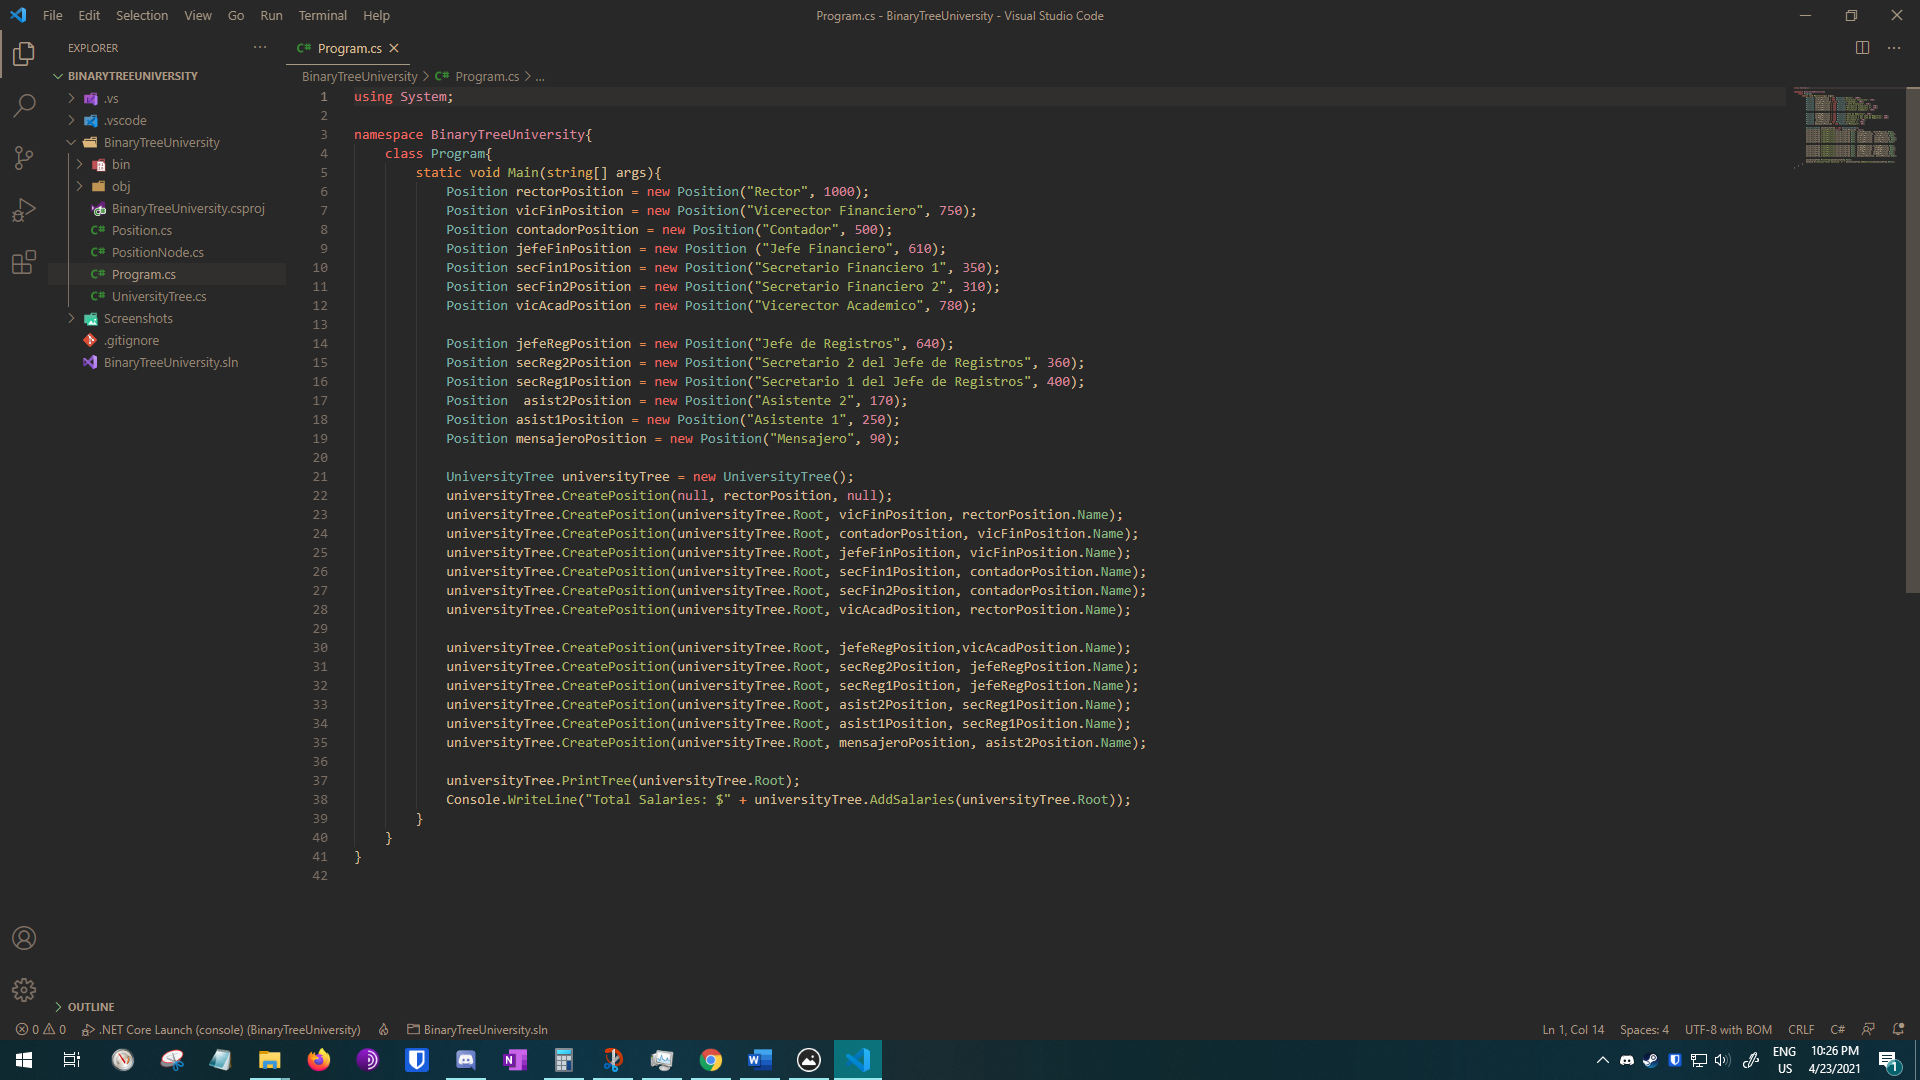 File Edit Selection View Go Run Terminal Help
Program.cs - BinaryTreeUniversity - Visual Studio Code
EXPLORER
BINARYTREEUNIVERSITY
.vs
.vscode
BinaryTreeUniversity
bin
obj
BinaryTreeUniversity.csproj
C# Position.cs
C# PositionNode.cs
C# Program.cs
C# UniversityTree.cs
Screenshots
.gitignore
BinaryTreeUniversity.sln
OUTLINE
C# Program.cs
BinaryTreeUniversity > C# Program.cs > ...
1 using System;
2
3 namespace BinaryTreeUniversity{
4 class Program{
5 static void Main(string[] args){
6 Position rectorPosition = new Position("Rector", 1000);
7 Position vicFinPosition = new Position("Vicerector Financiero", 750);
8 Position contadorPosition = new Position("Contador", 500);
9 Position jefeFinPosition = new Position ("Jefe Financiero", 610);
10 Position secFin1Position = new Position("Secretario Financiero 1", 350);
11 Position secFin2Position = new Position("Secretario Financiero 2", 310);
12 Position vicAcadPosition = new Position("Vicerector Academico", 780);
13
14 Position jefeRegPosition = new Position("Jefe de Registros", 640);
15 Position secReg2Position = new Position("Secretario 2 del Jefe de Registros", 360);
16 Position secReg1Position = new Position("Secretario 1 del Jefe de Registros", 400);
17 Position  asist2Position = new Position("Asistente 2", 170);
18 Position asist1Position = new Position("Asistente 1", 250);
19 Position mensajeroPosition = new Position("Mensajero", 90);
20
21 UniversityTree universityTree = new UniversityTree();
22 universityTree.CreatePosition(null, rectorPosition, null);
23 universityTree.CreatePosition(universityTree.Root, vicFinPosition, rectorPosition.Name);
24 universityTree.CreatePosition(universityTree.Root, contadorPosition, vicFinPosition.Name);
25 universityTree.CreatePosition(universityTree.Root, jefeFinPosition, vicFinPosition.Name);
26 universityTree.CreatePosition(universityTree.Root, secFin1Position, contadorPosition.Name);
27 universityTree.CreatePosition(universityTree.Root, secFin2Position, contadorPosition.Name);
28 universityTree.CreatePosition(universityTree.Root, vicAcadPosition, rectorPosition.Name);
29
30 universityTree.CreatePosition(universityTree.Root, jefeRegPosition,vicAcadPosition.Name);
31 universityTree.CreatePosition(universityTree.Root, secReg2Position, jefeRegPosition.Name);
32 universityTree.CreatePosition(universityTree.Root, secReg1Position, jefeRegPosition.Name);
33 universityTree.CreatePosition(universityTree.Root, asist2Position, secReg1Position.Name);
34 universityTree.CreatePosition(universityTree.Root, asist1Position, secReg1Position.Name);
35 universityTree.CreatePosition(universityTree.Root, mensajeroPosition, asist2Position.Name);
36
37 universityTree.PrintTree(universityTree.Root);
38 Console.WriteLine("Total Salaries: $" + universityTree.AddSalaries(universityTree.Root));
39 }
40 }
41 }
42
0 0 .NET Core Launch (console) (BinaryTreeUniversity) BinaryTreeUniversity.sln
Ln 1, Col 14 Spaces: 4 UTF-8 with BOM CRLF C#
ENG 10:26 PM
US 4/23/2021
1